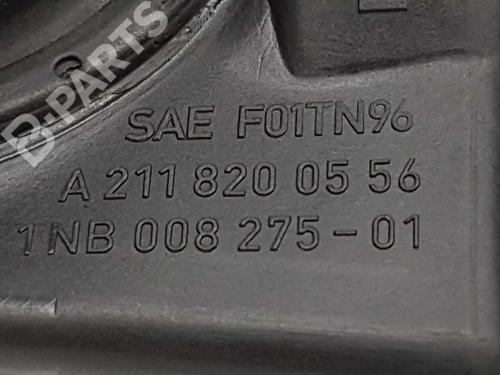 B-PARTS
SAE F01TN96
A 211 820 05 56
1NB 008 275-01